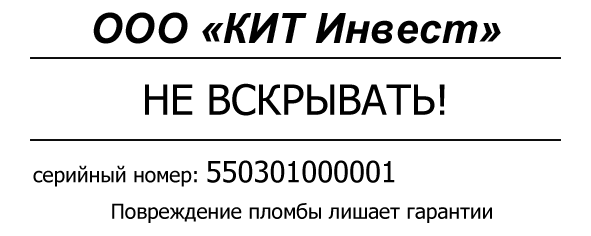 ООО «КИТ Инвест»
НЕ ВСКРЫВАТЬ!
серийный номер: 550301000001
Повреждение пломбы лишает гарантии